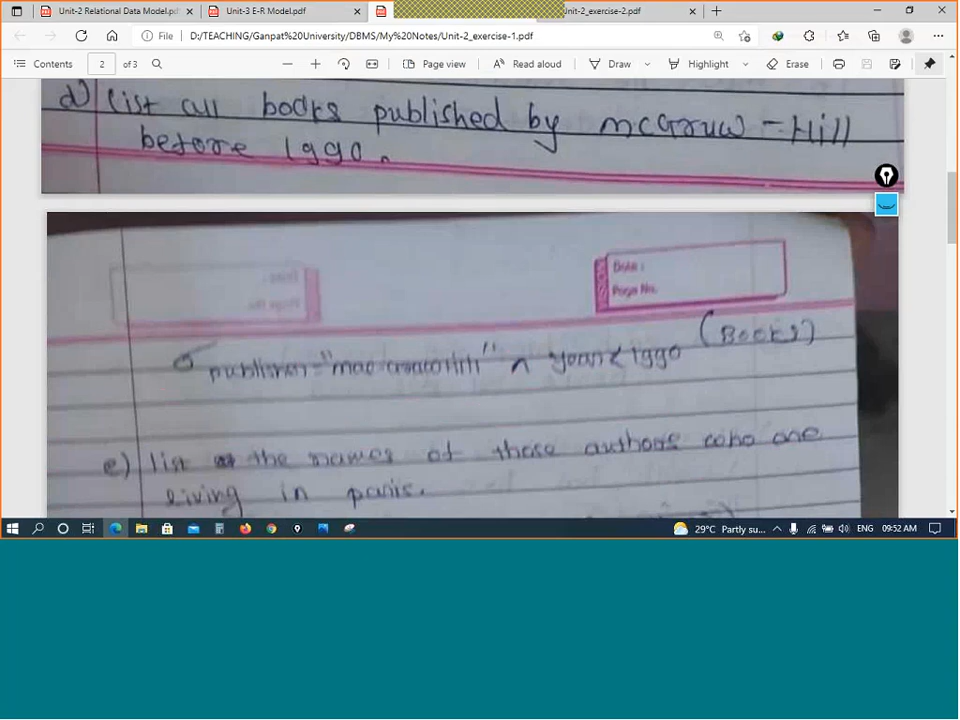 Unit-2 Relational Data Model.pdf
Unit-3 E-R Model.pdf
Unit-2_exercise-2.pdf
File D:/TEACHING/Ganpat%20University/DBMS/My%20Notes/Unit-2_exercise-1.pdf
Contents 2 of 3 Page view Read aloud Draw Highlight Erase
d) list all books published by mcGruw - Hill
before 1990.
Date :
Page No.
σ publisher = ^ year < 1990 (Books)
e) list the names of those authors who are
living in paris.
29°C Partly su... ENG 09:52 AM